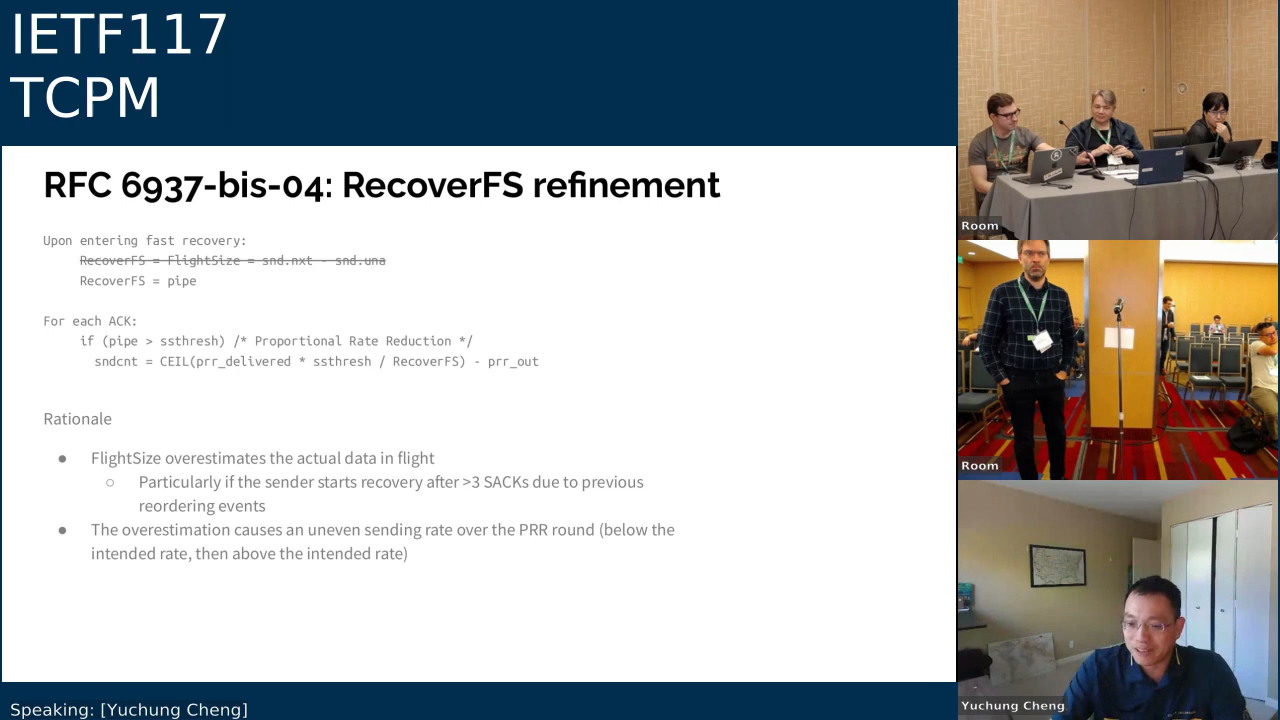 IETF117
TCPM
RFC 6937-bis-04: RecoverFS refinement
Upon entering fast recovery:
RecoverFS = FlightSize = snd.nxt - snd.una
RecoverFS = pipe
For each ACK:
if (pipe > ssthresh) /* Proportional Rate Reduction */
sndcnt = CEIL(prr_delivered * ssthresh / RecoverFS) - prr_out
Rationale
● FlightSize overestimates the actual data in flight
○ Particularly if the sender starts recovery after >3 SACKs due to previous
reordering events
● The overestimation causes an uneven sending rate over the PRR round (below the
intended rate, then above the intended rate)
Speaking: [Yuchung Cheng]
Room
Room
Yuchung Cheng